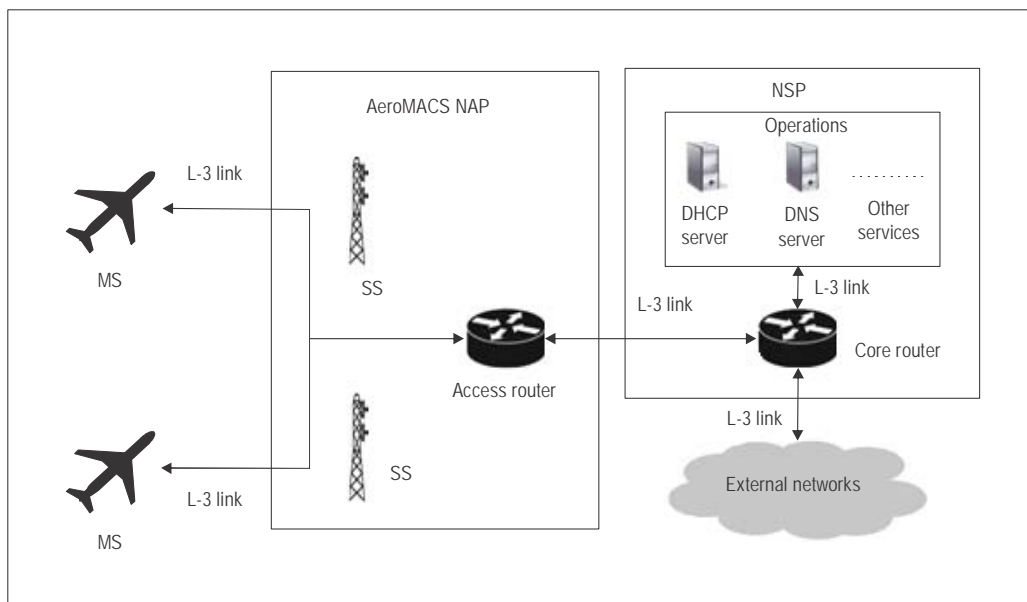 AeroMACS NAP
NSP
Operations
DHCP
server
DNS
server
Other
services
L-3 link
MS
SS
L-3 link
L-3 link
Access router
Core router
L-3 link
MS
SS
L-3 link
External networks